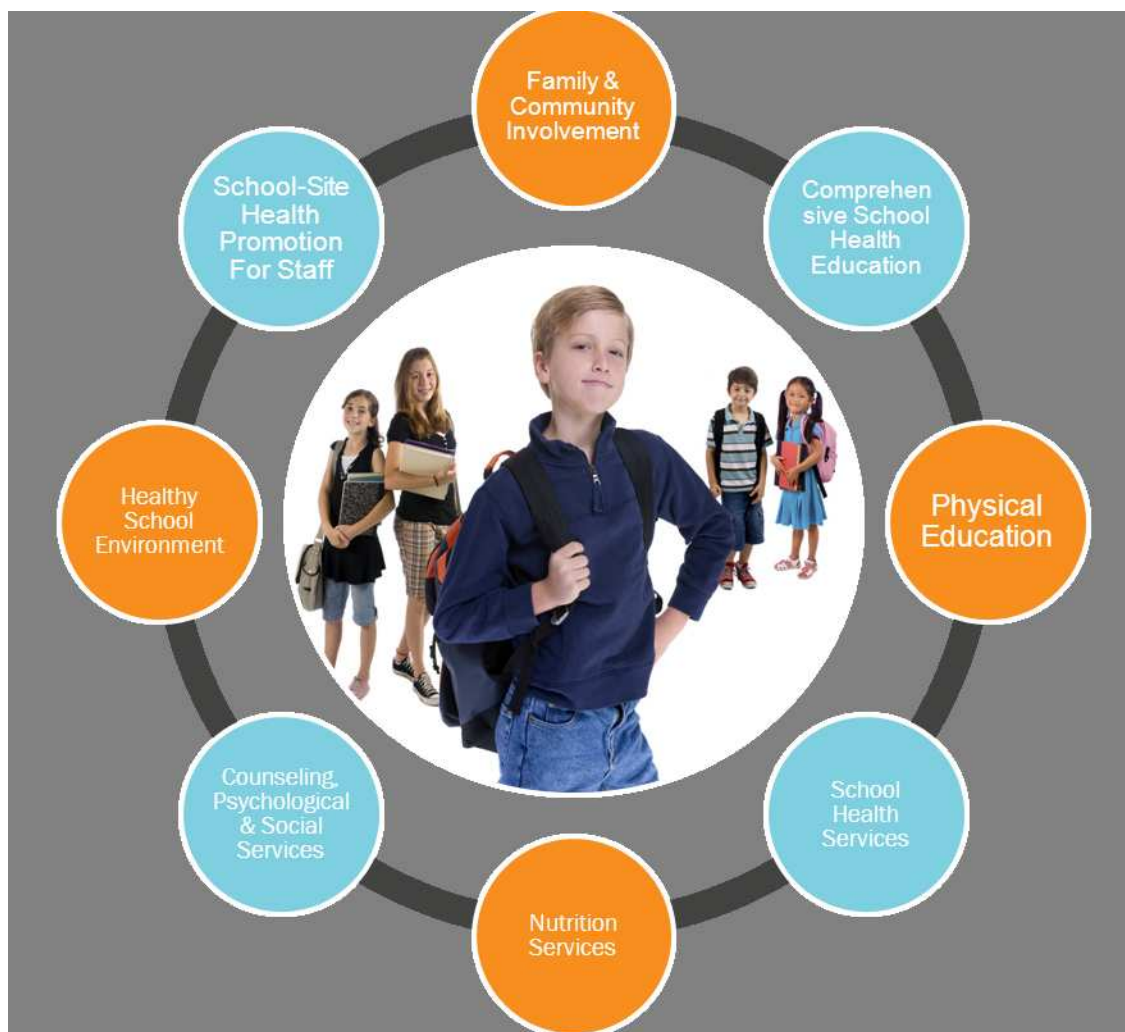 Family &
Community
Involvement
Comprehen
sive School
Health
Education
Physical
Education
School
Health
Services
Nutrition
Services
Counseling,
Psychological
& Social
Services
Healthy
School
Environment
School-Site
Health
Promotion
For Staff